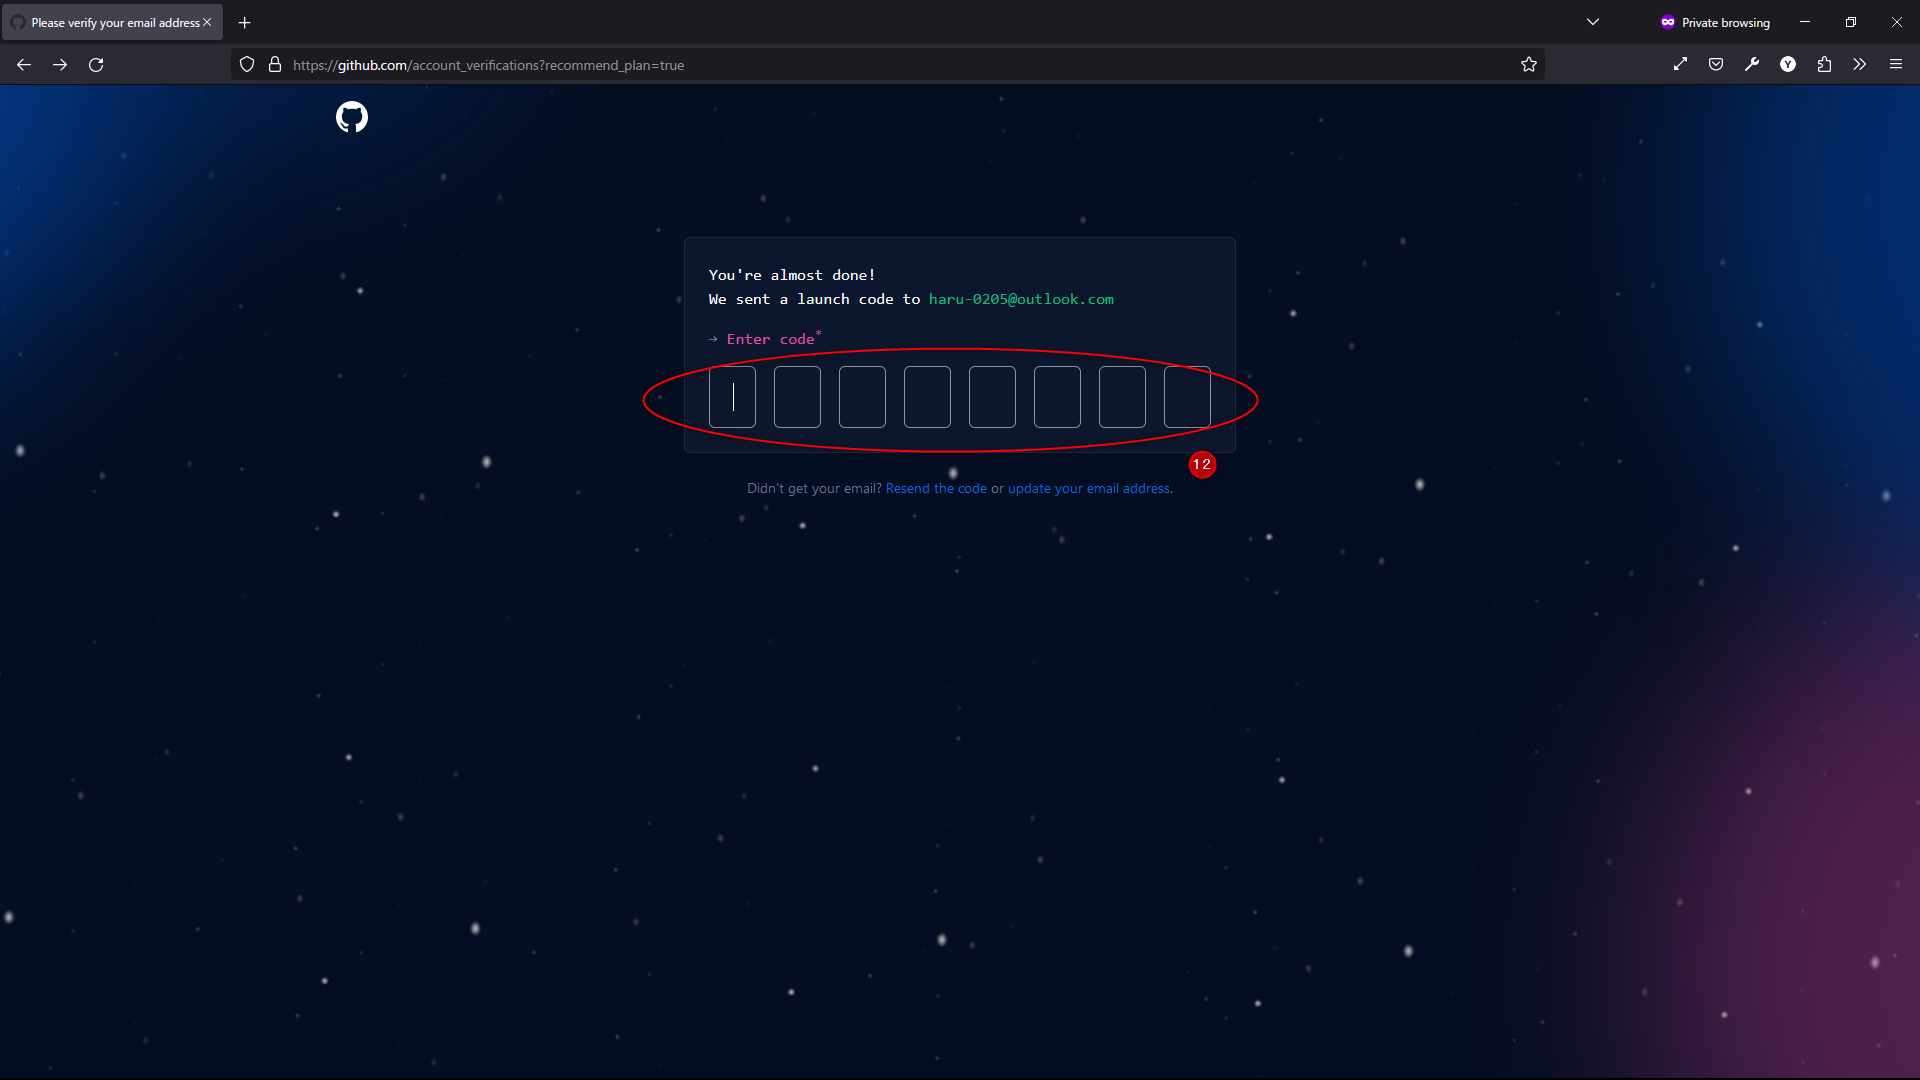 Please verify your email address
Private browsing
https://github.com/account_verifications?recommend_plan=true
Y
You're almost done!
We sent a launch code to haru-0205@outlook.com
→ Enter code*
12
Didn't get your email? Resend the code or update your email address.